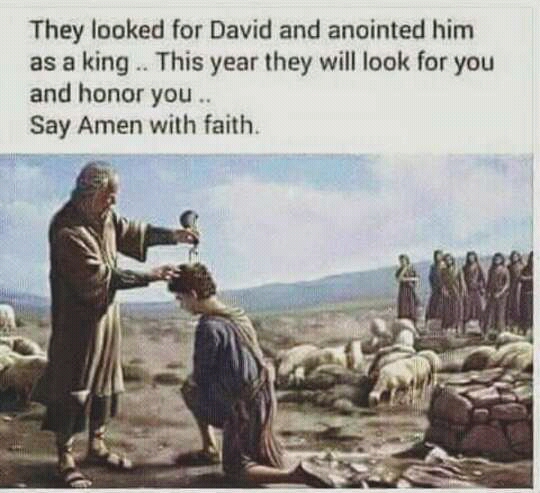 They looked for David and anointed him
as a king .. This year they will look for you
and honor you ..
Say Amen with faith.